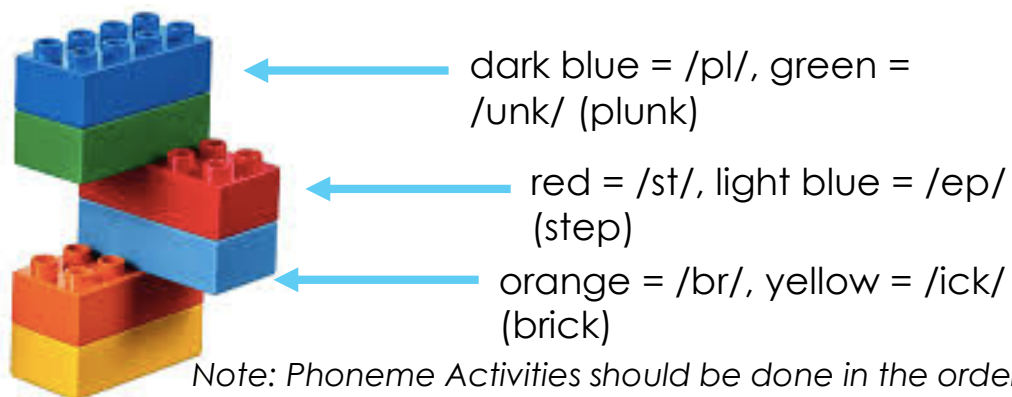 dark blue = /pl/, green =
/unk/ (plunk)
red = /st/, light blue = /ep/
(step)
orange = /br/, yellow = /ick/
(brick)
Note: Phoneme Activities should be done in the order